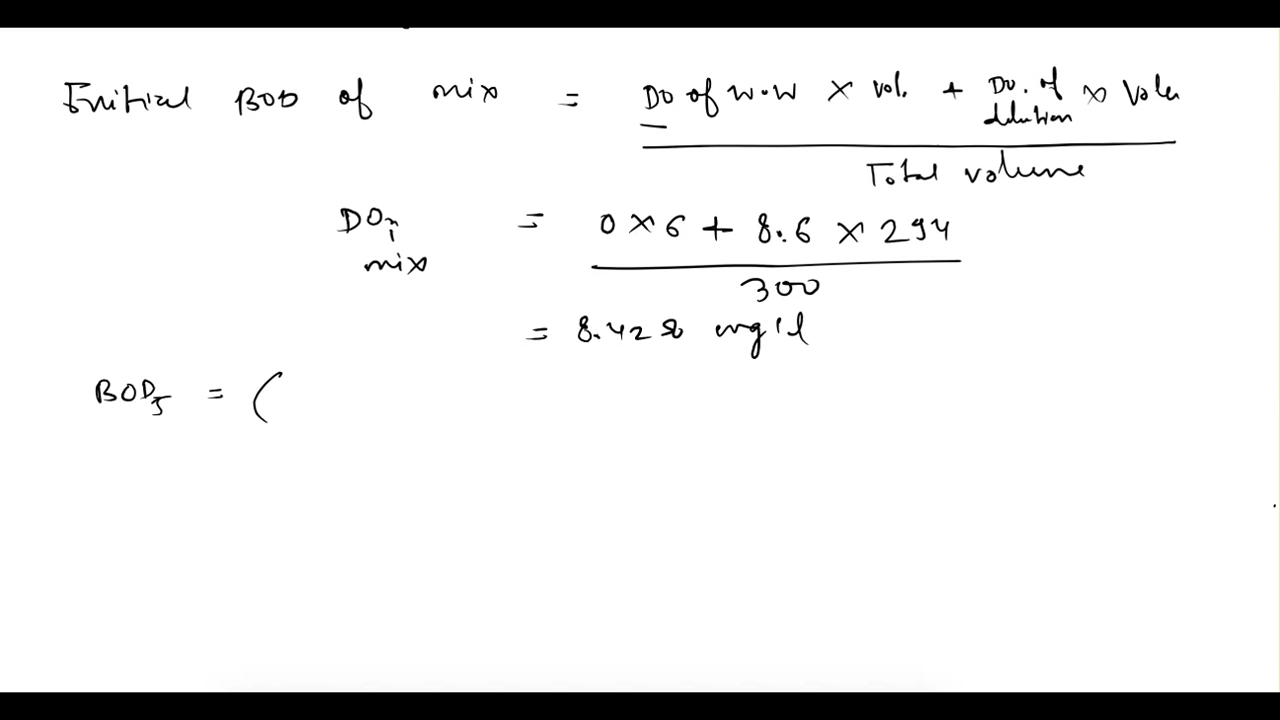 Initial BOD of mix = DO of W.W × vol. + DO. of dilution × Volu
Total volume
DOi mix = 0 × 6 + 8.6 × 294
300
= 8.428 mg/l
BOD5 = (